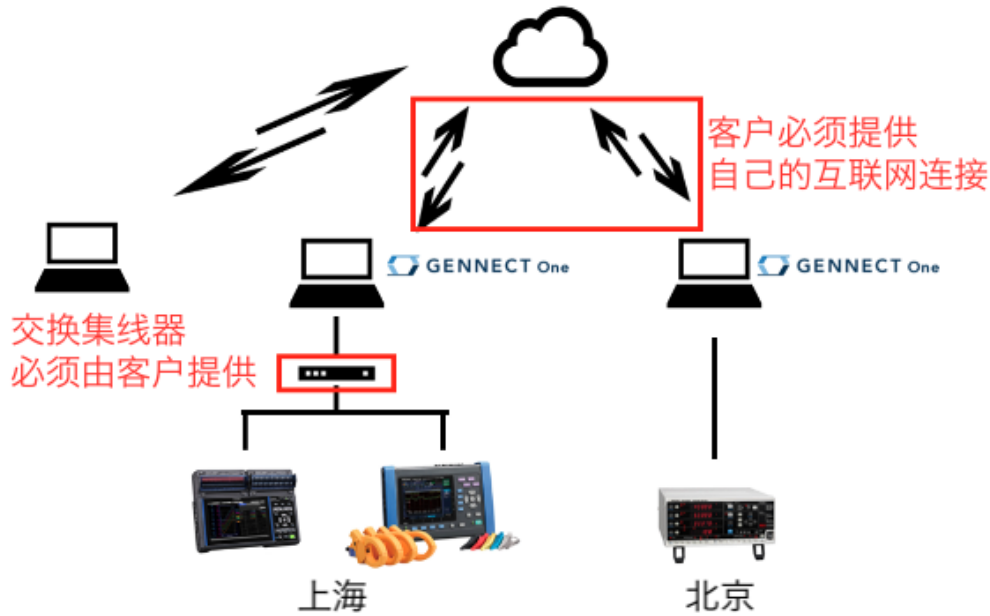 客户必须提供
自己的互联网连接
GENNECT One
GENNECT One
交换集线器
必须由客户提供
上海
北京